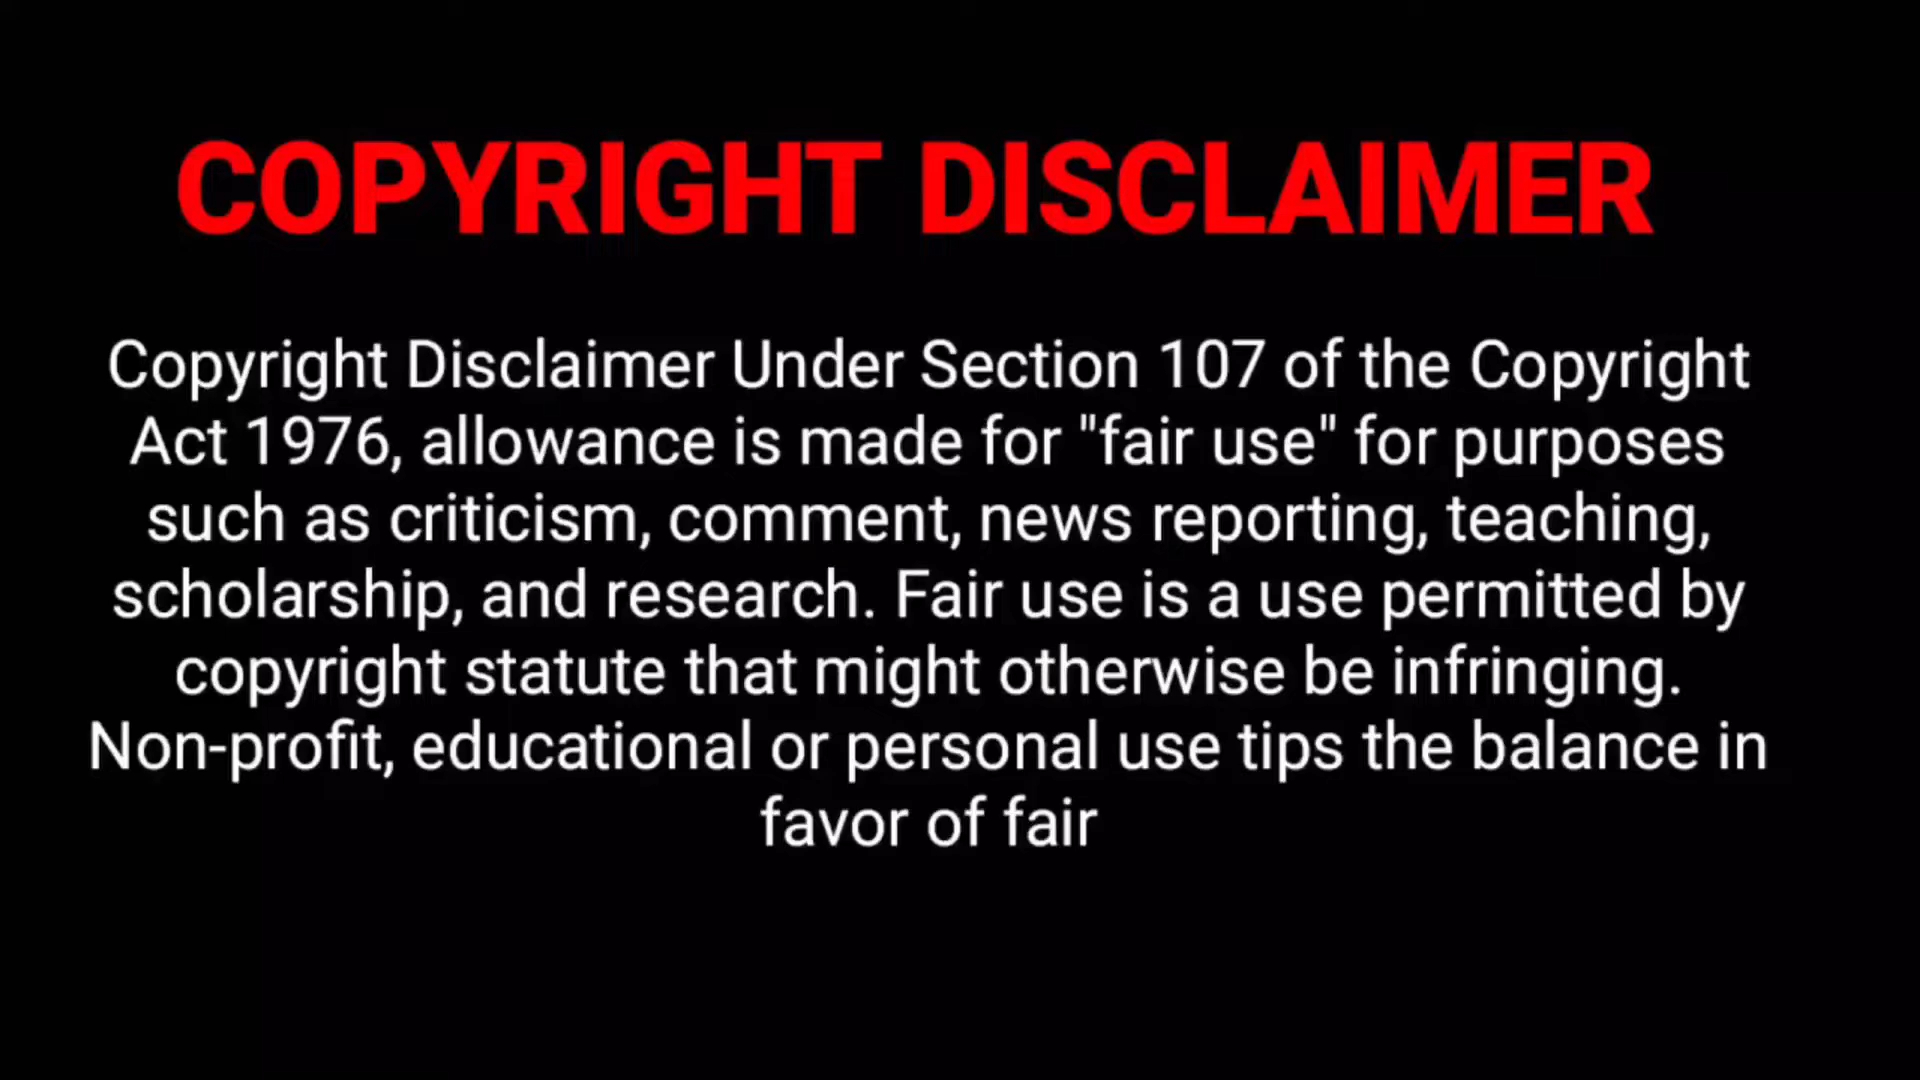 COPYRIGHT DISCLAIMER
Copyright Disclaimer Under Section 107 of the Copyright
Act 1976, allowance is made for "fair use" for purposes
such as criticism, comment, news reporting, teaching,
scholarship, and research. Fair use is a use permitted by
copyright statute that might otherwise be infringing.
Non-profit, educational or personal use tips the balance in
favor of fair